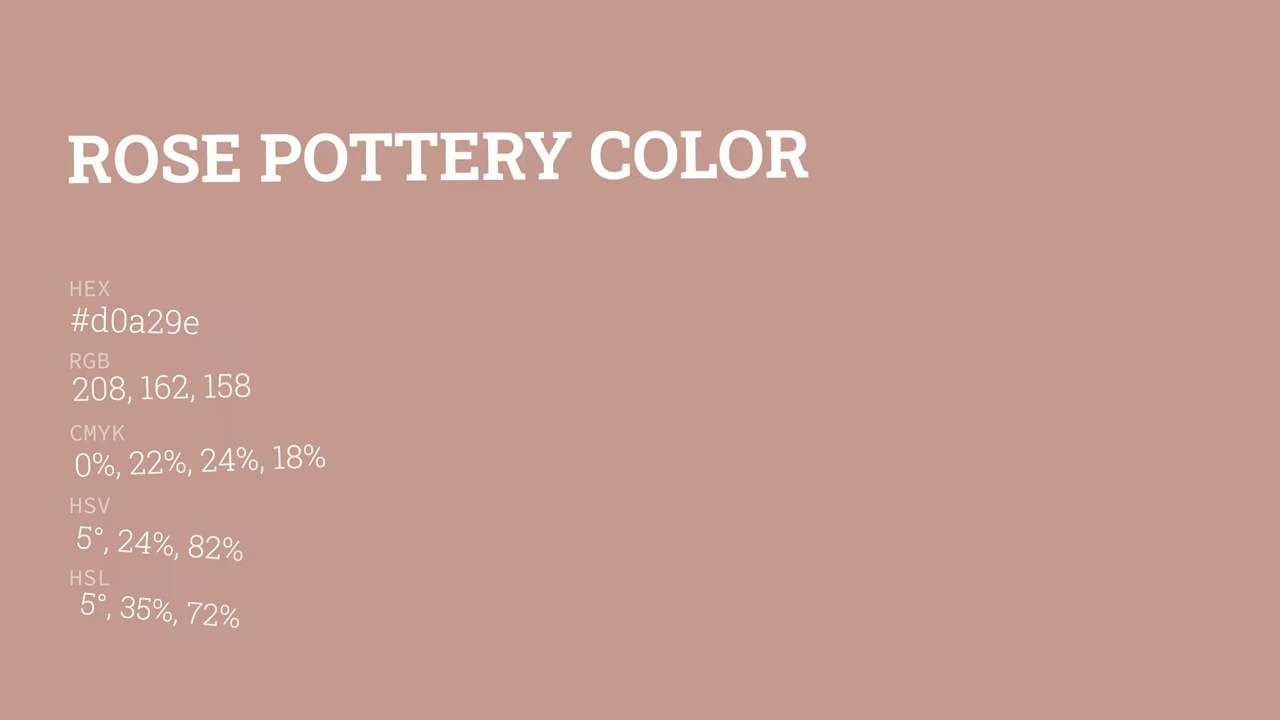 ROSE POTTERY COLOR
HEX
#d0a29e
RGB
208, 162, 158
CMYK
0%, 22%, 24%, 18%
HSV
5°, 24%, 82%
HSL
5°, 35%, 72%